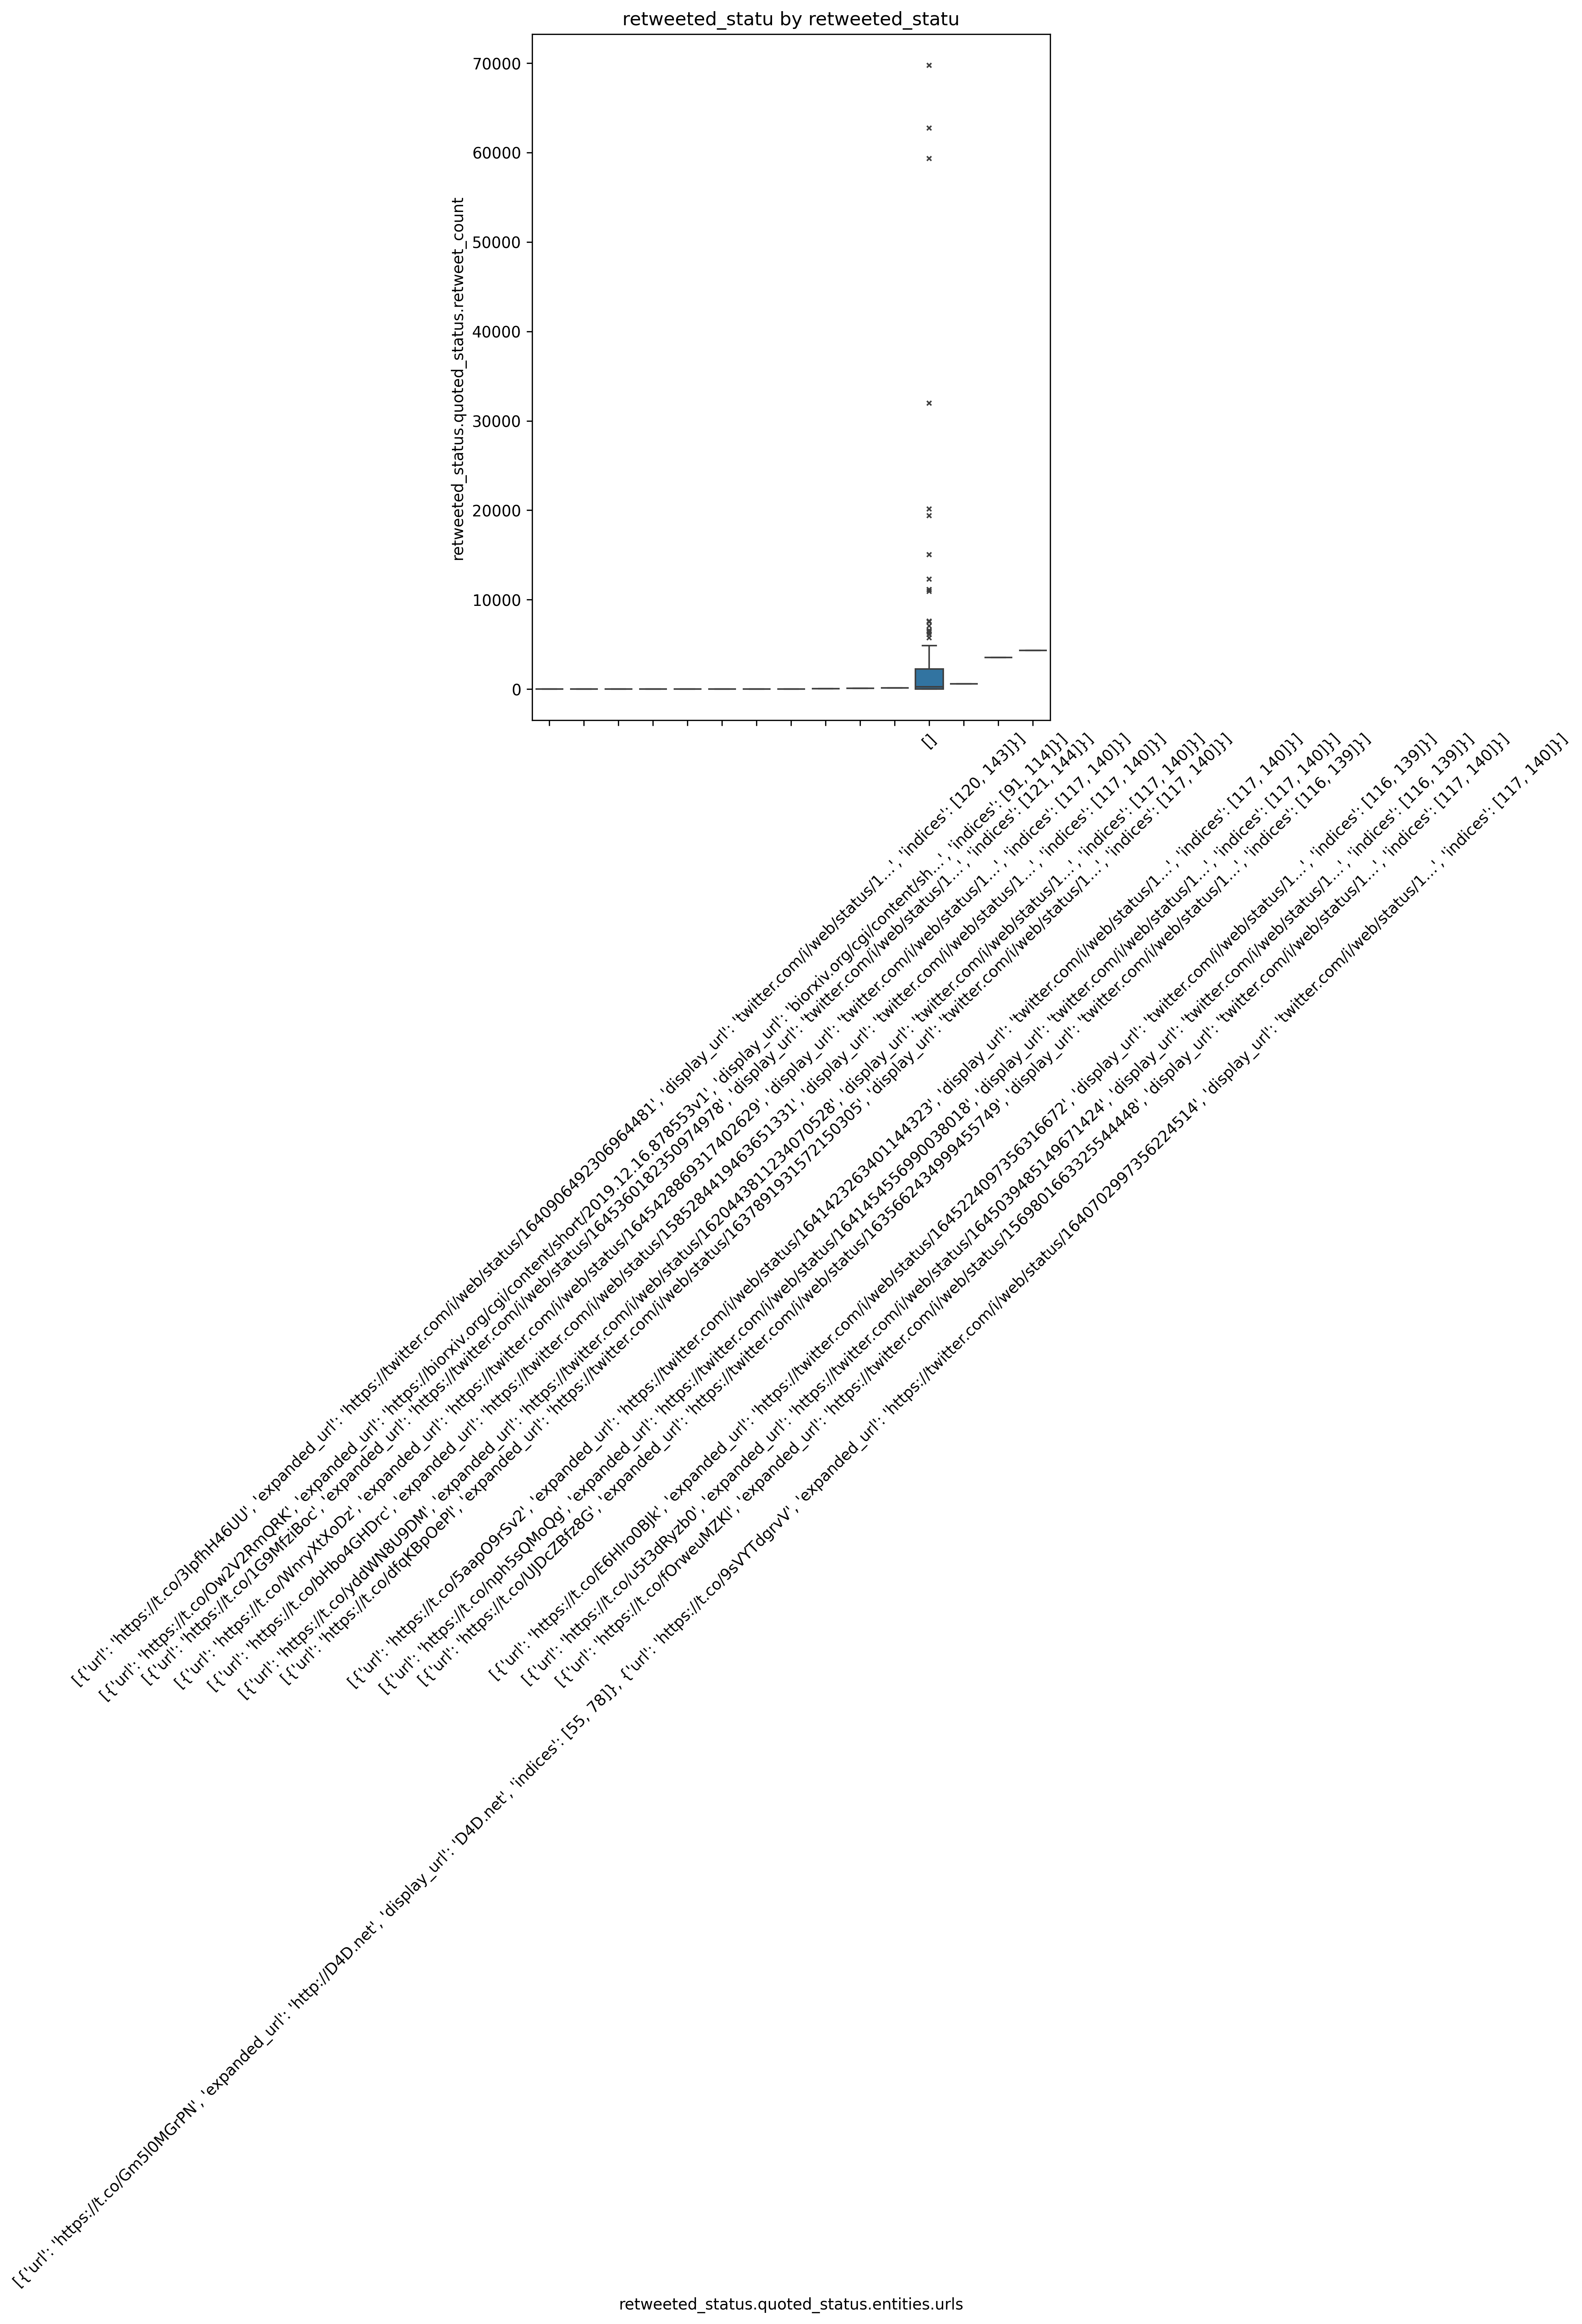 retweeted_statu by retweeted_statu
70000
60000
50000
40000
30000
20000
10000
0
retweeted_status.quoted_status.retweet_count
[{'url': 'https://t.co/3IpfhH46UU', 'expanded_url': 'https://twitter.com/i/web/status/1640906492306964481', 'display_url': 'twitter.com/i/web/status/1…', 'indices': [120, 143]}]
[{'url': 'https://t.co/Ow2V2RmQRK', 'expanded_url': 'https://biorxiv.org/cgi/content/short/2019.12.16.878553v1', 'display_url': 'biorxiv.org/cgi/content/sh…', 'indices': [91, 114]}]
[{'url': 'https://t.co/1G9MfziBoc', 'expanded_url': 'https://twitter.com/i/web/status/1645360182350974978', 'display_url': 'twitter.com/i/web/status/1…', 'indices': [121, 144]}]
[{'url': 'https://t.co/WnryXtXoDz', 'expanded_url': 'https://twitter.com/i/web/status/1645428869317402629', 'display_url': 'twitter.com/i/web/status/1…', 'indices': [117, 140]}]
[{'url': 'https://t.co/bHbo4GHDrc', 'expanded_url': 'https://twitter.com/i/web/status/1585284419463651331', 'display_url': 'twitter.com/i/web/status/1…', 'indices': [117, 140]}]
[{'url': 'https://t.co/yddWN8U9DM', 'expanded_url': 'https://twitter.com/i/web/status/1620443811234070528', 'display_url': 'twitter.com/i/web/status/1…', 'indices': [117, 140]}]
[{'url': 'https://t.co/dfqKBpOePl', 'expanded_url': 'https://twitter.com/i/web/status/1637891931572150305', 'display_url': 'twitter.com/i/web/status/1…', 'indices': [117, 140]}]
[{'url': 'https://t.co/Gm5l0MGrPN', 'expanded_url': 'http://D4D.net', 'display_url': 'D4D.net', 'indices': [55, 78]}, {'url': 'https://t.co/9sVYTdgrvV', 'expanded_url': 'https://twitter.com/i/web/status/1640702997356224514', 'display_url': 'twitter.com/i/web/status/1…', 'indices': [117, 140]}]
[{'url': 'https://t.co/5aapO9rSv2', 'expanded_url': 'https://twitter.com/i/web/status/1641423263401144323', 'display_url': 'twitter.com/i/web/status/1…', 'indices': [117, 140]}]
[{'url': 'https://t.co/nph5sQMoQg', 'expanded_url': 'https://twitter.com/i/web/status/1641454556990038018', 'display_url': 'twitter.com/i/web/status/1…', 'indices': [117, 140]}]
[{'url': 'https://t.co/UJDcZBfz8G', 'expanded_url': 'https://twitter.com/i/web/status/1635662434999455749', 'display_url': 'twitter.com/i/web/status/1…', 'indices': [116, 139]}]
[]
[{'url': 'https://t.co/E6Hlro0BJk', 'expanded_url': 'https://twitter.com/i/web/status/1645224097356316672', 'display_url': 'twitter.com/i/web/status/1…', 'indices': [116, 139]}]
[{'url': 'https://t.co/u5t3dRyzb0', 'expanded_url': 'https://twitter.com/i/web/status/1645039485149671424', 'display_url': 'twitter.com/i/web/status/1…', 'indices': [116, 139]}]
[{'url': 'https://t.co/fOrweuMZKl', 'expanded_url': 'https://twitter.com/i/web/status/1569801663325544448', 'display_url': 'twitter.com/i/web/status/1…', 'indices': [117, 140]}]
retweeted_status.quoted_status.entities.urls